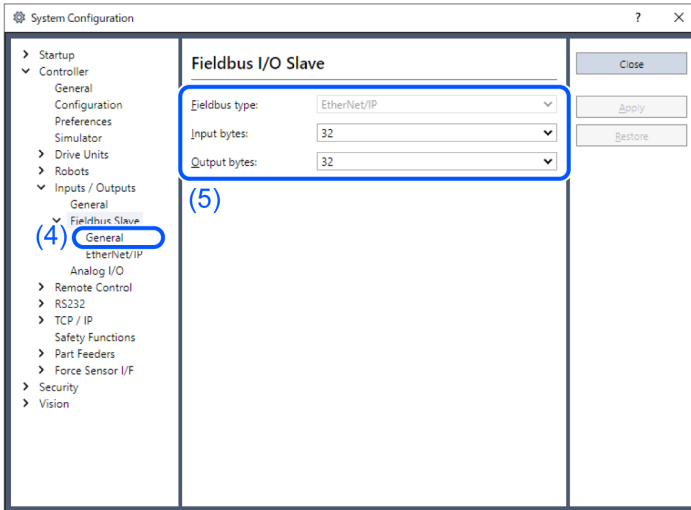 System Configuration
?
Startup
Controller
General
Configuration
Preferences
Simulator
Drive Units
Robots
Inputs / Outputs
General
Fieldbus Slave
(4)
General
EtherNet/IP
Analog I/O
Remote Control
RS232
TCP / IP
Safety Functions
Part Feeders
Force Sensor I/F
Security
Vision
Fieldbus I/O Slave
Fieldbus type: EtherNet/IP
Input bytes: 32
Output bytes: 32
(5)
Close
Apply
Restore